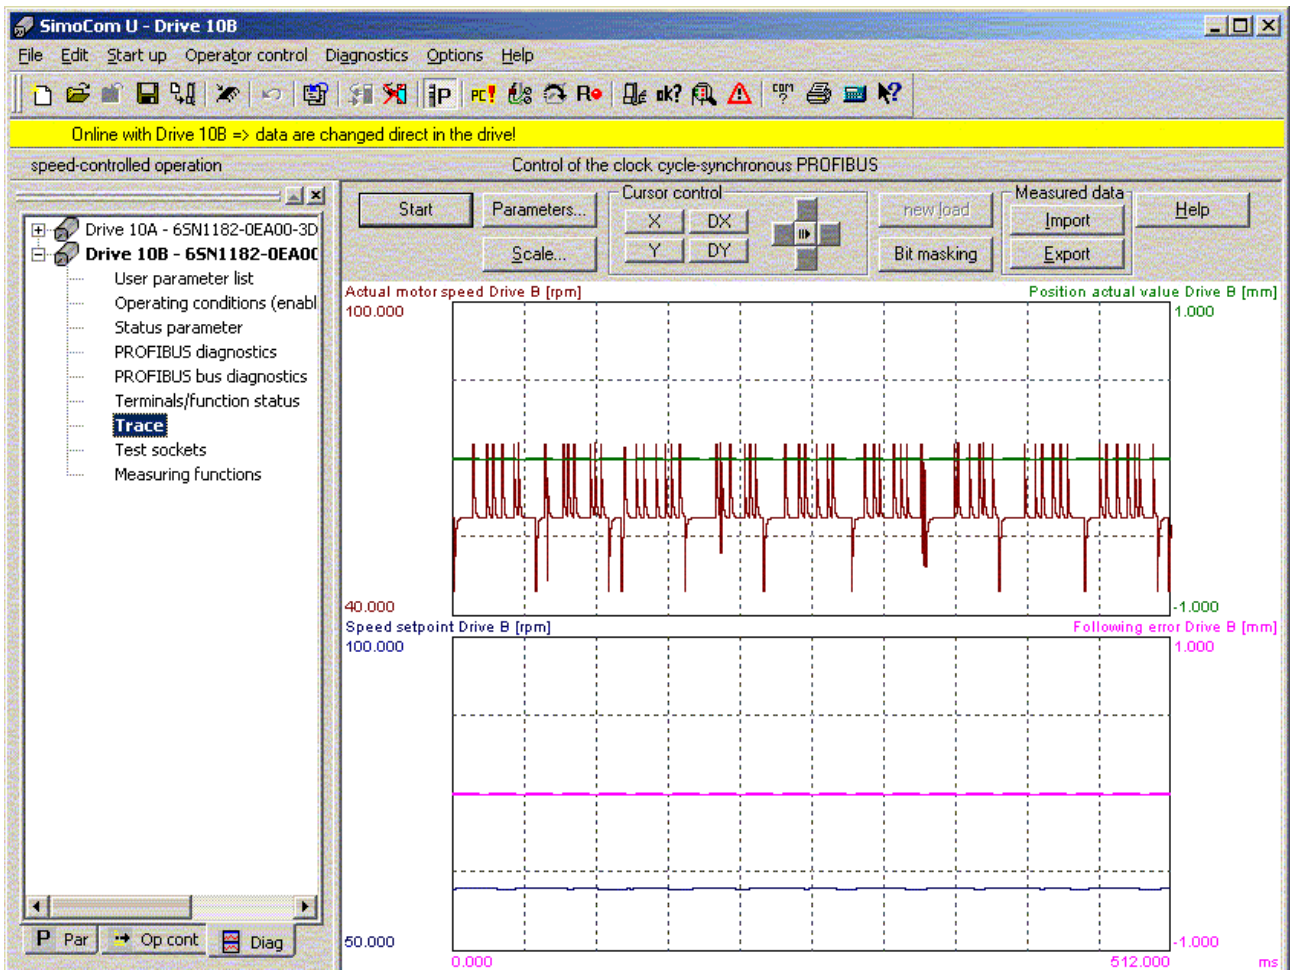 SimoCom U - Drive 10B
File Edit Start up Operator control Diagnostics Options Help
P PC! R ok? com ?
Online with Drive 10B => data are changed direct in the drive!
speed-controlled operation Control of the clock cycle-synchronous PROFIBUS
Drive 10A - 6SN1182-0EA00-3D
Drive 10B - 6SN1182-0EA0(
User parameter list
Operating conditions (enabl
Status parameter
PROFIBUS diagnostics
PROFIBUS bus diagnostics
Terminals/function status
Trace
Test sockets
Measuring functions
P Par Op cont Diag
Start Parameters... Cursor control X DX new load Measured data Import Help
Scale... Y DY Bit masking Export
Actual motor speed Drive B [rpm] Position actual value Drive B [mm]
100.000 1.000
40.000 -1.000
Speed setpoint Drive B [rpm] Following error Drive B [mm]
100.000 1.000
50.000 -1.000
0.000 512.000 ms